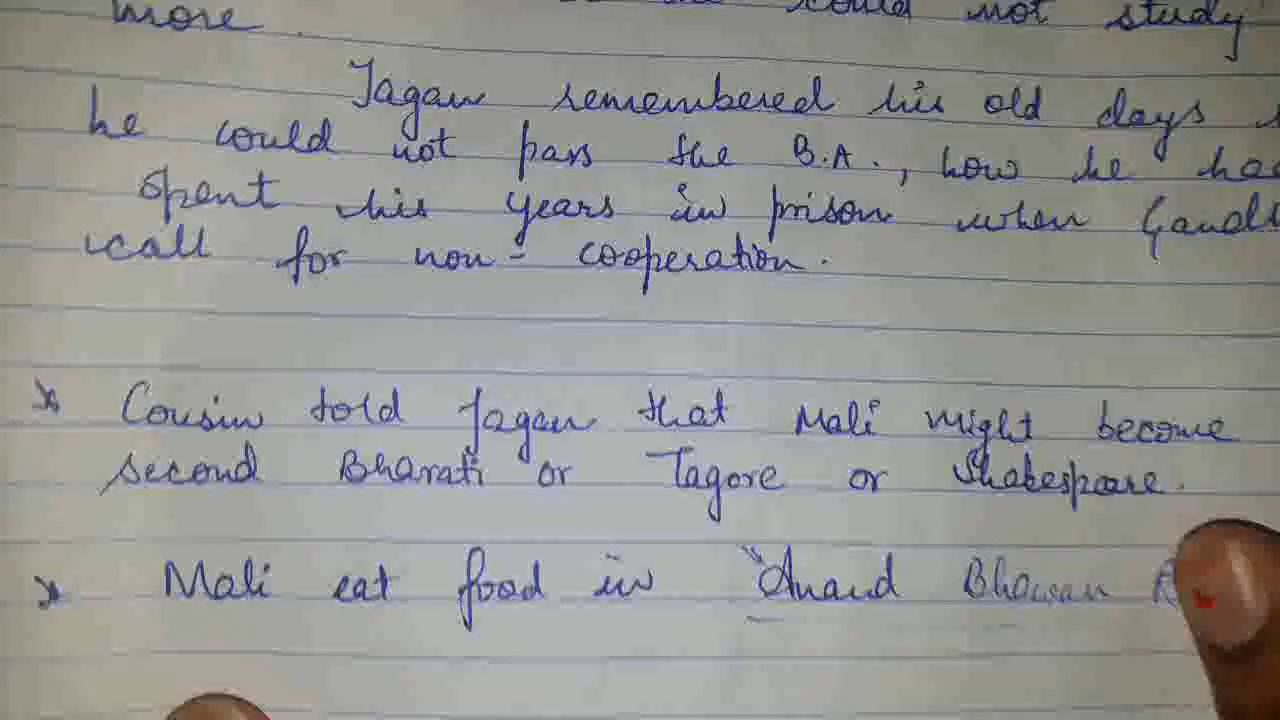 could not study
more.
Jagan remembered his old days
he could not pass the B.A., how he
spent his years in prison when
call for non-cooperation.
* Cousin told Jagan that Mali might become
second Bharati or Tagore or Shakespeare.
* Mali eat food in "Anand Bhawan